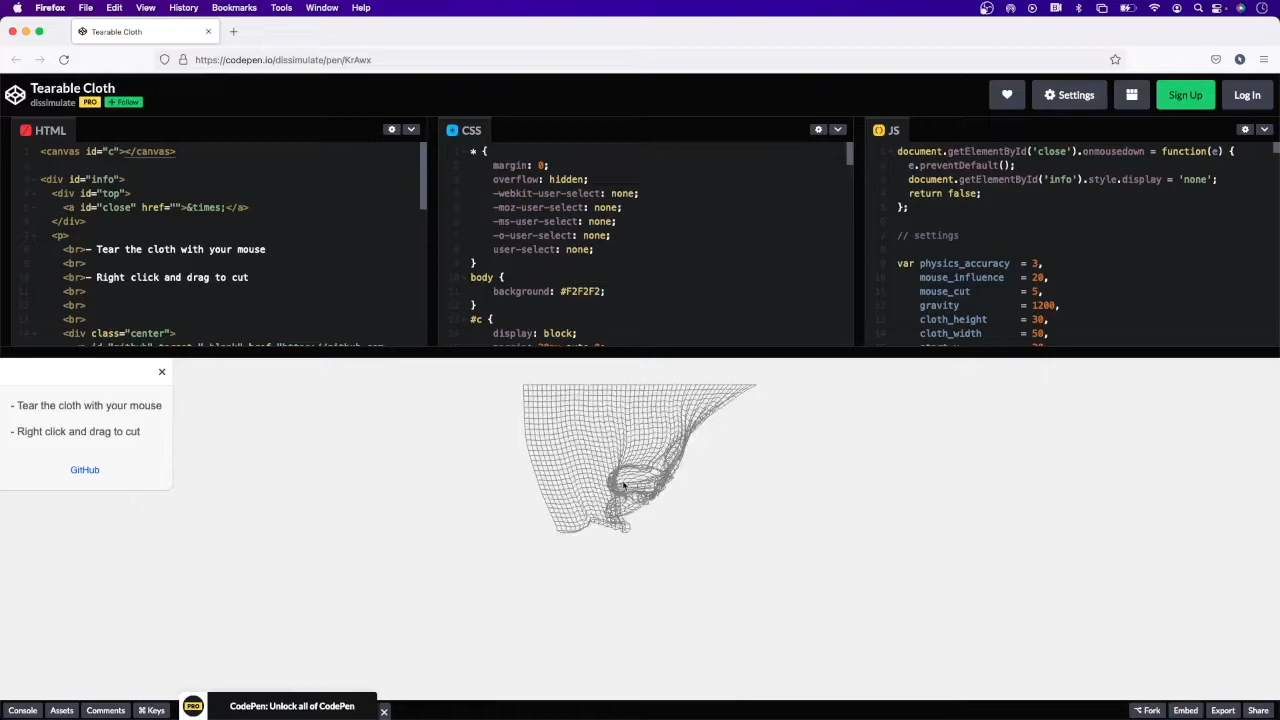 Firefox File Edit View History Bookmarks Tools Window Help
Tearable Cloth
https://codepen.io/dissimulate/pen/KrAwx
Tearable Cloth
dissimulate PRO + Follow
Settings
Sign Up
Log In
HTML
1 <canvas id="c"></canvas>
<div id="info">
<div id="top">
<a id="close" href="">&times;</a>
</div>
<p>
<br>- Tear the cloth with your mouse
<br>
<br>- Right click and drag to cut
<br>
<br>
<br>
<div class="center">
CSS
* {
margin: 0;
overflow: hidden;
-webkit-user-select: none;
-moz-user-select: none;
-ms-user-select: none;
-o-user-select: none;
user-select: none;
}
body {
background: #F2F2F2;
}
#c {
display: block;
JS
document.getElementById('close').onmousedown = function(e) {
e.preventDefault();
document.getElementById('info').style.display = 'none';
return false;
};
// settings
var physics_accuracy = 3,
mouse_influence = 20,
mouse_cut = 5,
gravity = 1200,
cloth_height = 30,
cloth_width = 50,
- Tear the cloth with your mouse
- Right click and drag to cut
GitHub
Console Assets Comments ⌘ Keys
PRO CodePen: Unlock all of CodePen
Fork Embed Export Share